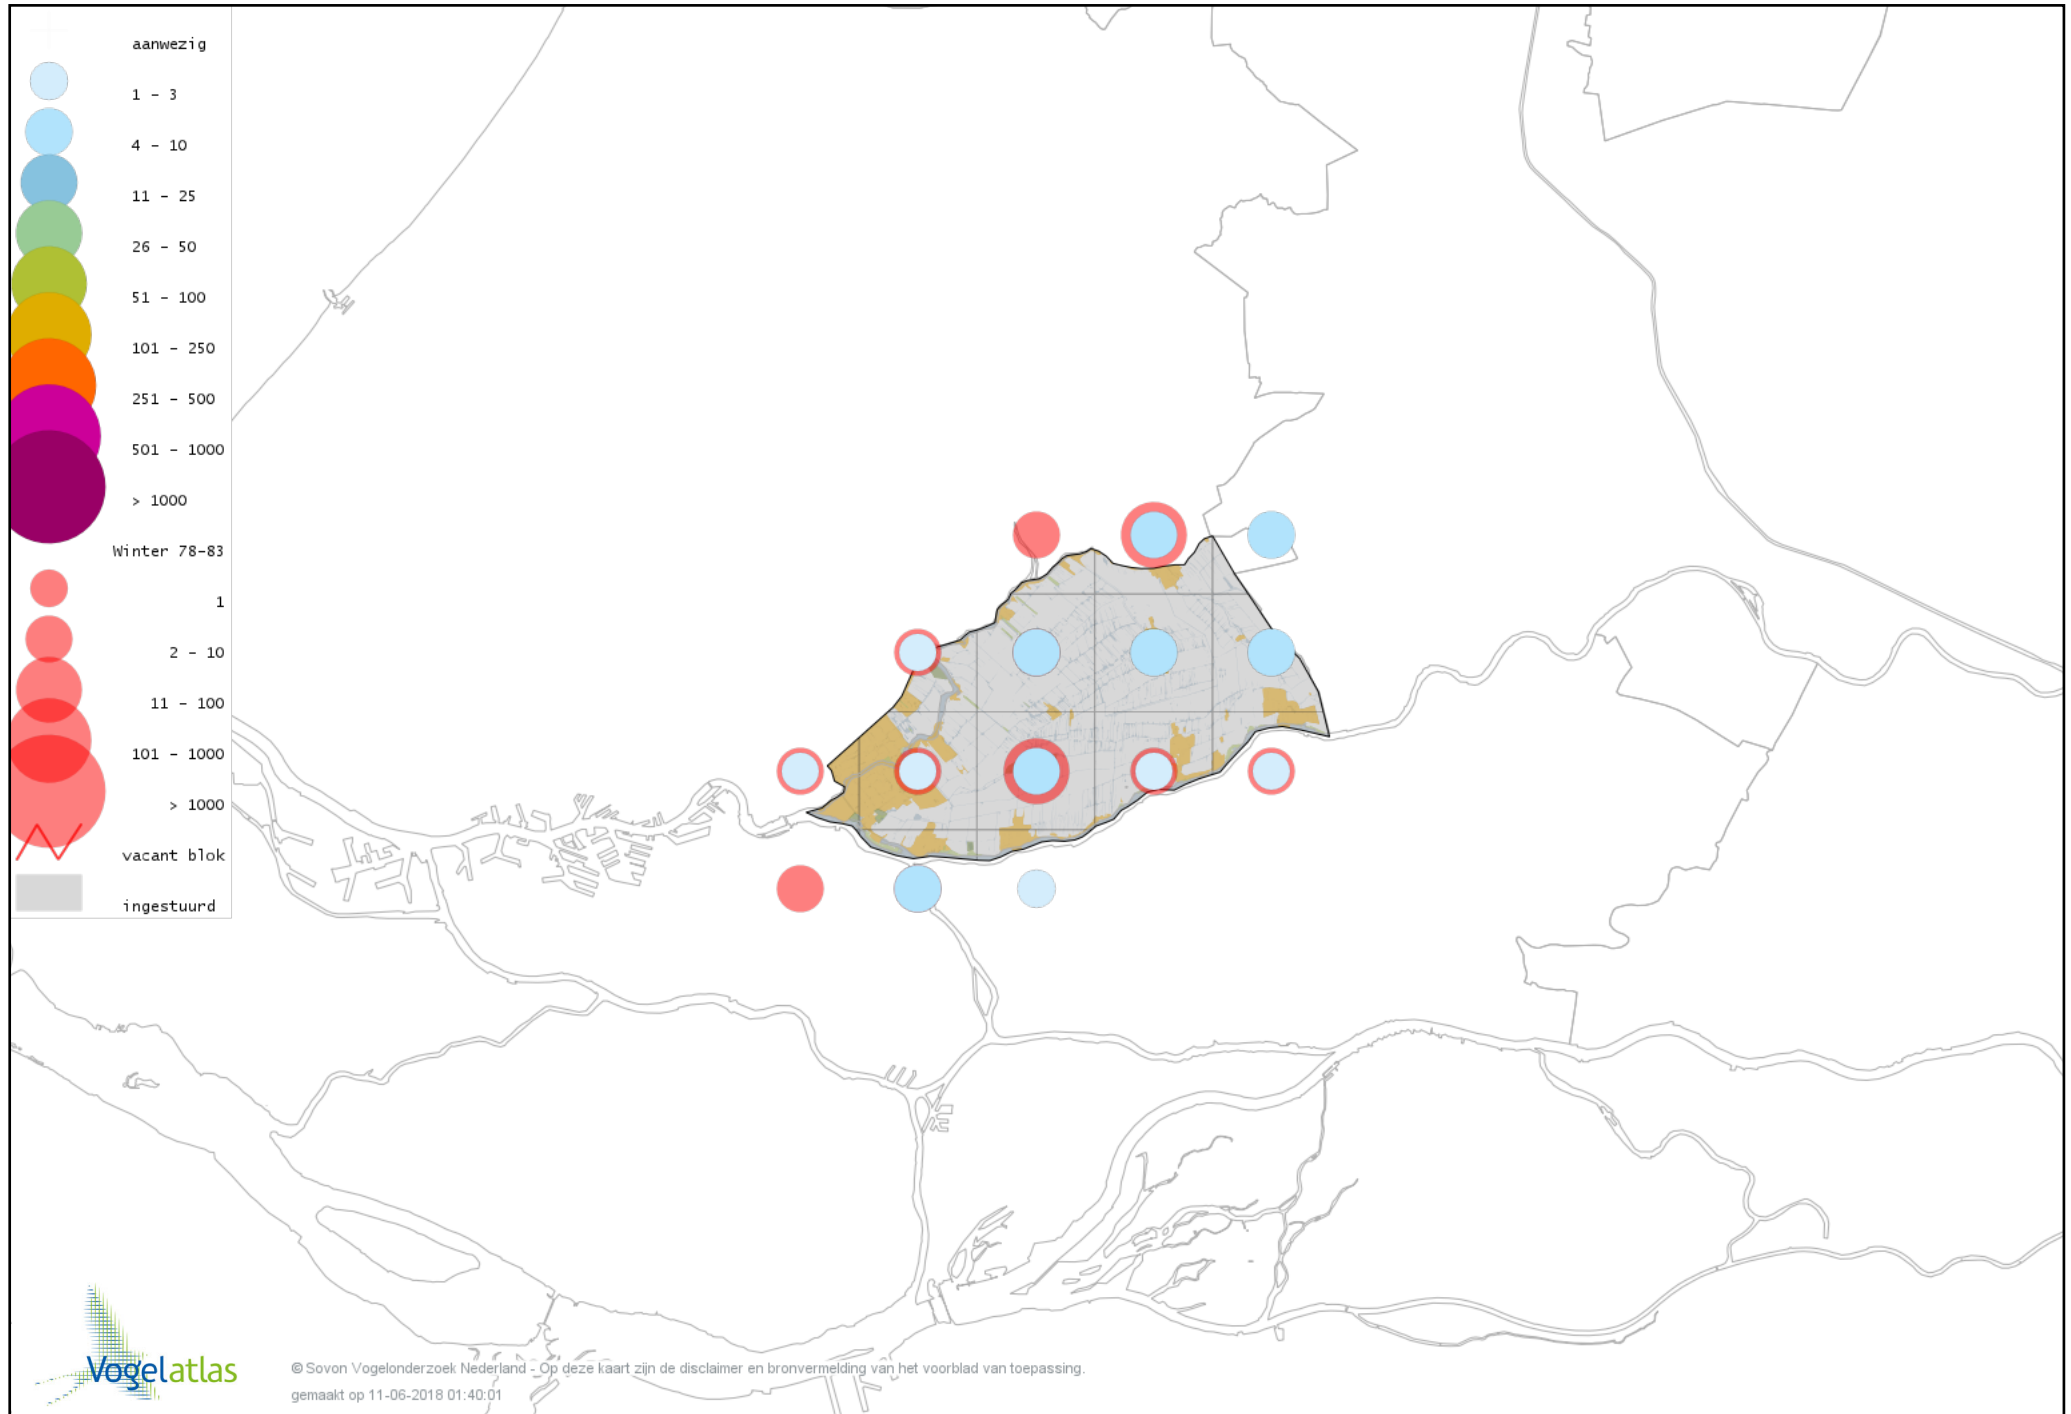 aanwezig
1 - 3
4 - 10
11 - 25
26 - 50
51 - 100
101 - 250
251 - 500
501 - 1000
> 1000
Winter 78-83
1
2 - 10
11 - 100
101 - 1000
> 1000
vacant blok
ingestuurd
Vogelatlas
© Sovon Vogelonderzoek Nederland - Op deze kaart zijn de disclaimer en bronvermelding van het voorblad van toepassing.
gemaakt op 11-06-2018 01:40:01